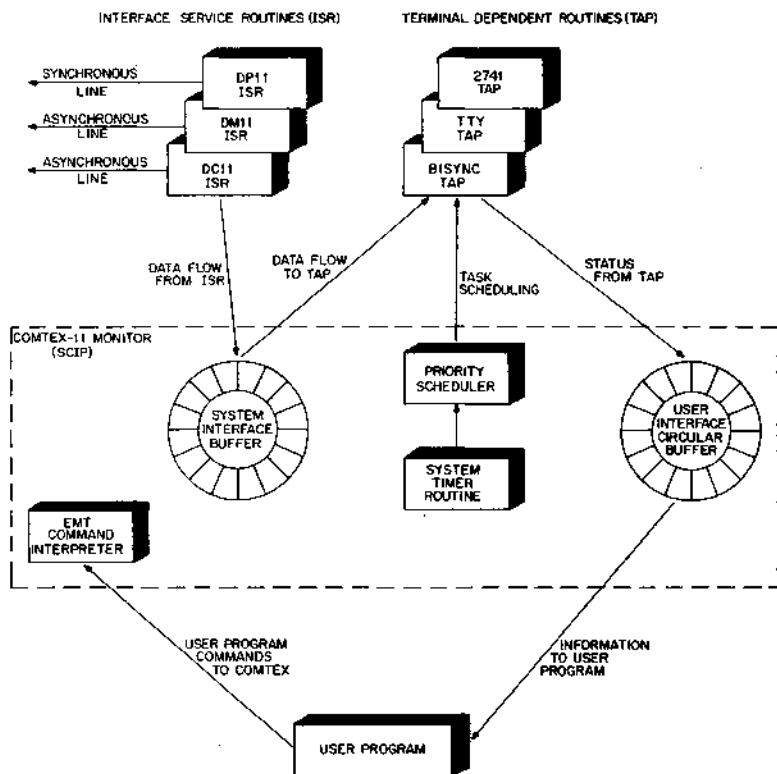 INTERFACE SERVICE ROUTINES (ISR)
TERMINAL DEPENDENT ROUTINES (TAP)
SYNCHRONOUS
LINE
DP11
ISR
2741
TAP
ASYNCHRONOUS
LINE
DM11
ISR
TTY
TAP
ASYNCHRONOUS
LINE
DC11
ISR
BISYNC
TAP
DATA FLOW
FROM ISR
DATA FLOW
TO TAP
TASK
SCHEDULING
STATUS
FROM TAP
COMTEX-11 MONITOR
(SCIP)
SYSTEM
INTERFACE
BUFFER
PRIORITY
SCHEDULER
USER
INTERFACE
CIRCULAR
BUFFER
SYSTEM
TIMER
ROUTINE
EMT
COMMAND
INTERPRETER
USER PROGRAM
COMMANDS
TO COMTEX
INFORMATION
TO USER
PROGRAM
USER PROGRAM